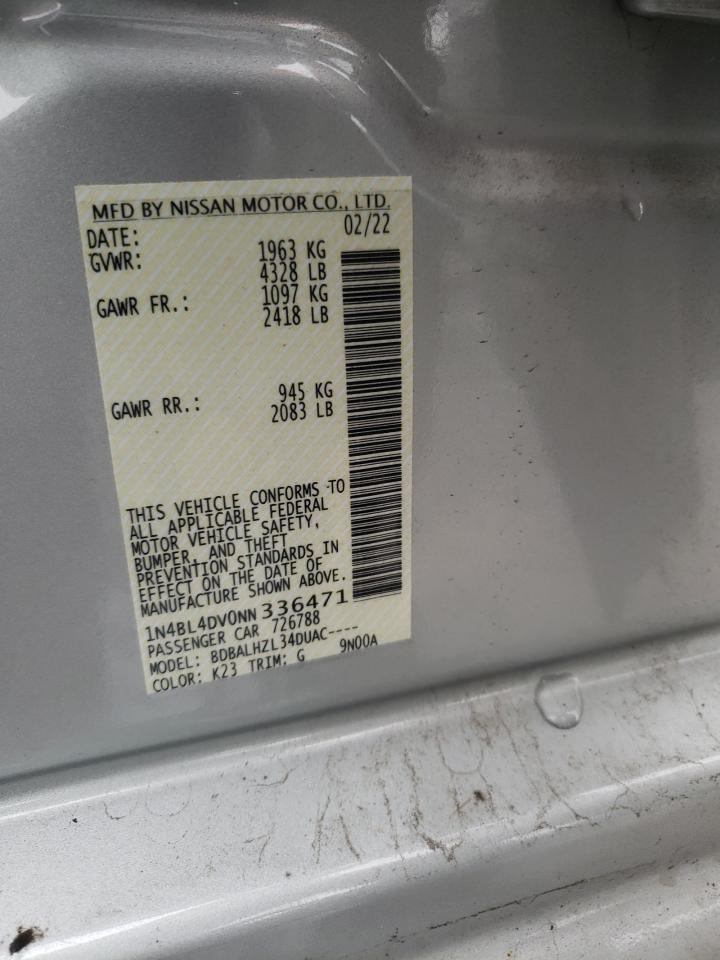 MFD BY NISSAN MOTOR CO., LTD.
DATE: 02/22
GVWR: 1963 KG
4328 LB
GAWR FR.: 1097 KG
2418 LB
GAWR RR.: 945 KG
2083 LB
THIS VEHICLE CONFORMS TO
ALL APPLICABLE FEDERAL
MOTOR VEHICLE SAFETY,
BUMPER, AND THEFT
PREVENTION STANDARDS IN
EFFECT ON THE DATE OF
MANUFACTURE SHOWN ABOVE.
1N4BL4DV0NN336471
PASSENGER CAR 726788
MODEL: BDBALHZL34DUAC----
COLOR: K23 TRIM: G 9N00A